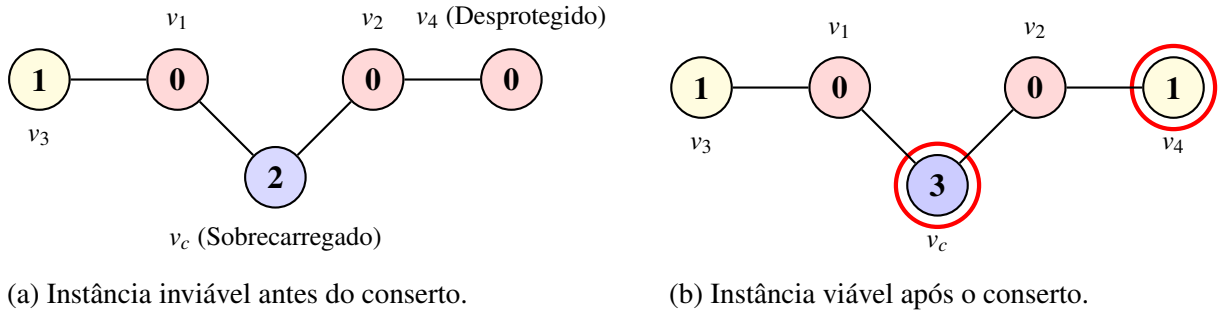 v1 v2 v4 (Desprotegido)
1 0 0 0
v3
2
vc (Sobrecarregado)
(a) Instância inviável antes do conserto.
v1 v2
1 0 0 1
v3 v4
3
vc
(b) Instância viável após o conserto.